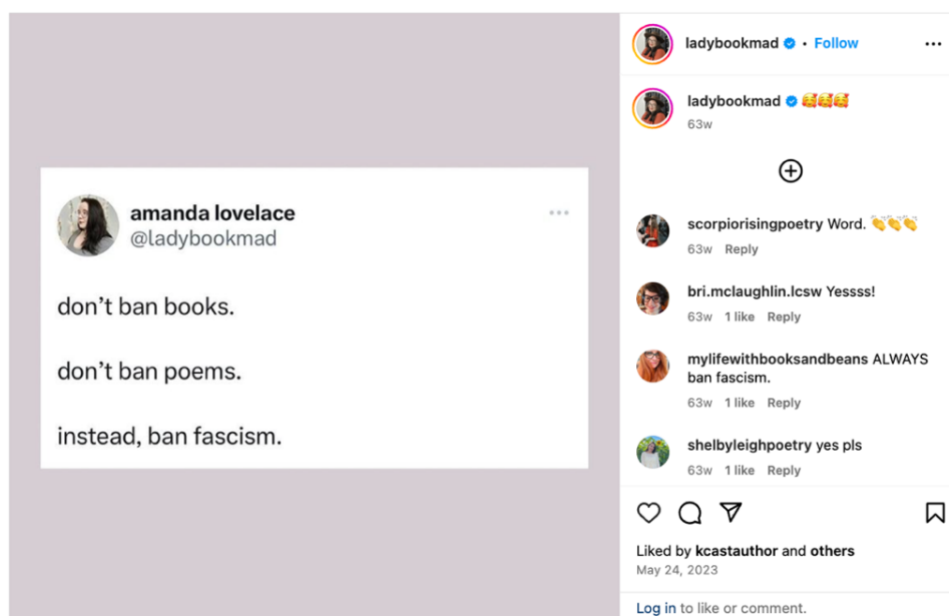 amanda lovelace
@ladybookmad
don’t ban books.
don’t ban poems.
instead, ban fascism.
ladybookmad • Follow
ladybookmad 🥰🥰🥰
63w
scorpiorisingpoetry Word. 👏👏👏
63w Reply
bri.mclaughlin.lcsw Yessss!
63w 1 like Reply
mylifewithbooksandbeans ALWAYS
ban fascism.
63w 1 like Reply
shelbyleighpoetry yes pls
63w 1 like Reply
Liked by kcastauthor and others
May 24, 2023
Log in to like or comment.